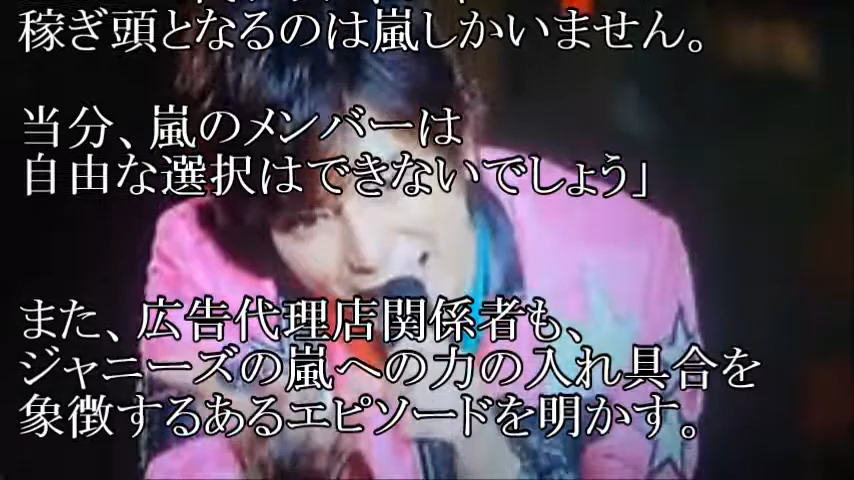 稼ぎ頭となるのは嵐しかいません。
当分、嵐のメンバーは
自由な選択はできないでしょう」
また、広告代理店関係者も、
ジャニーズの嵐への力の入れ具合を
象徴するあるエピソードを明かす。